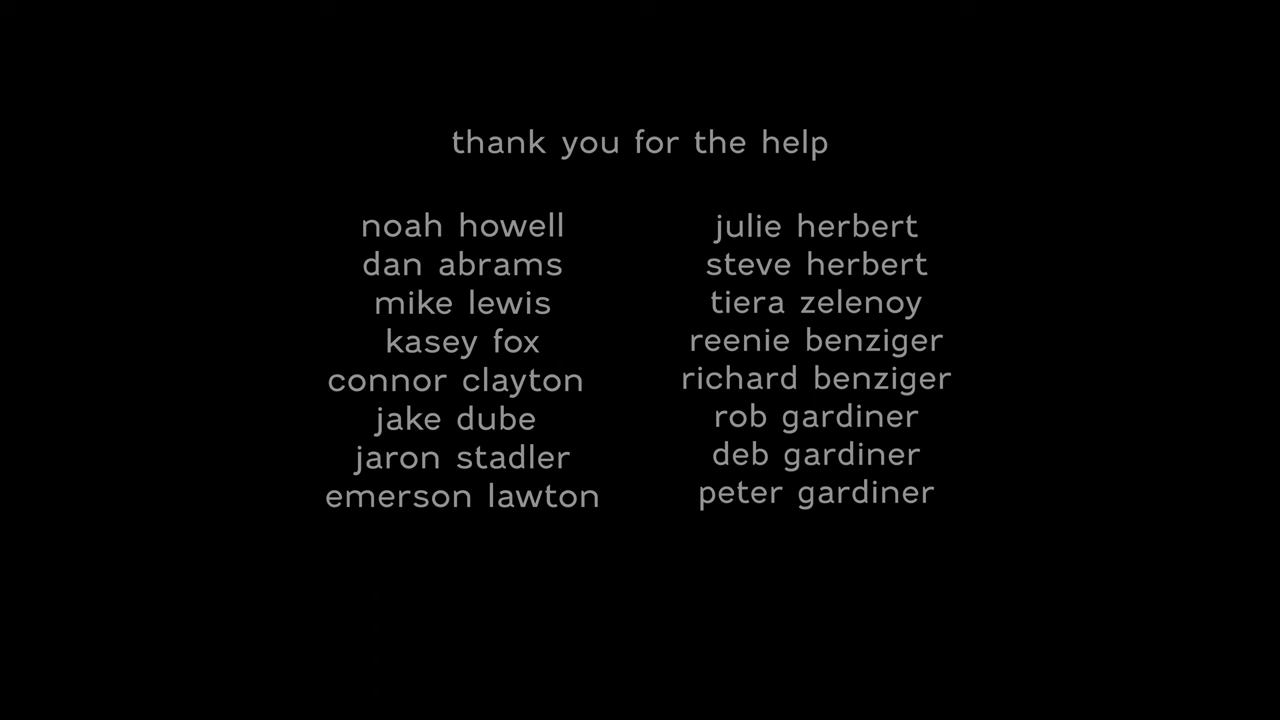 thank you for the help
noah howell
dan abrams
mike lewis
kasey fox
connor clayton
jake dube
jaron stadler
emerson lawton
julie herbert
steve herbert
tiera zelenoy
reenie benziger
richard benziger
rob gardiner
deb gardiner
peter gardiner